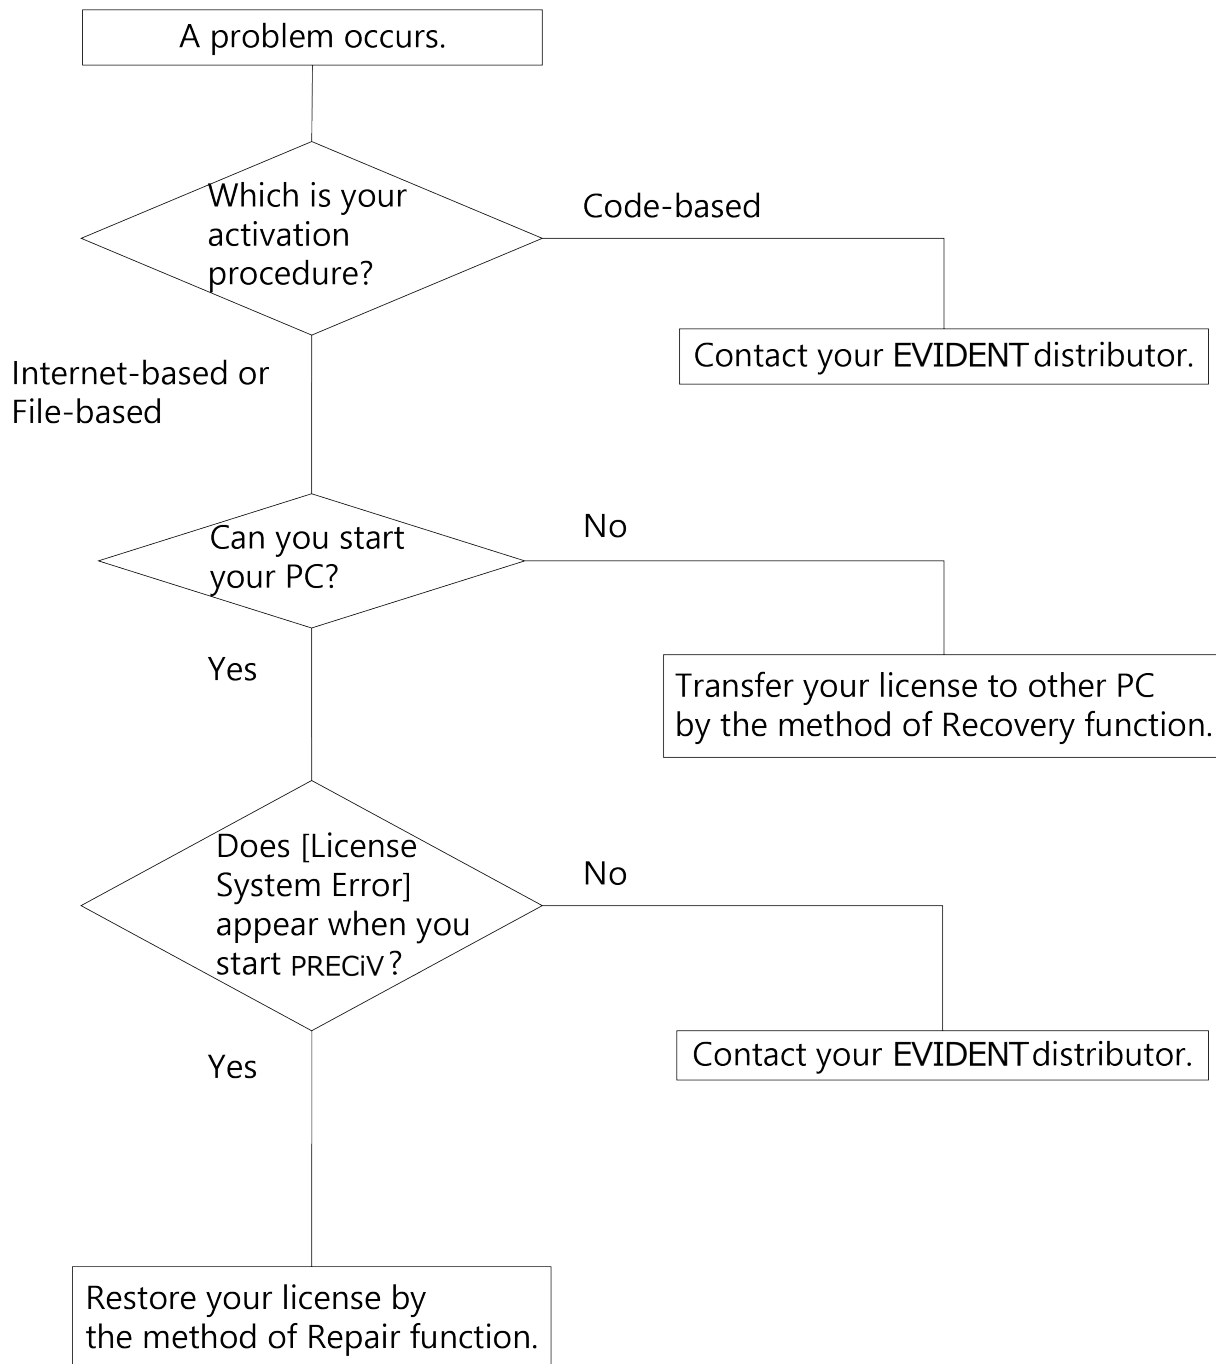 A problem occurs.
Which is your
activation
procedure?
Code-based
Contact your EVIDENT distributor.
Internet-based or
File-based
Can you start
your PC?
No
Transfer your license to other PC
by the method of Recovery function.
Yes
Does [License
System Error]
appear when you
start PRECiV?
No
Contact your EVIDENT distributor.
Yes
Restore your license by
the method of Repair function.